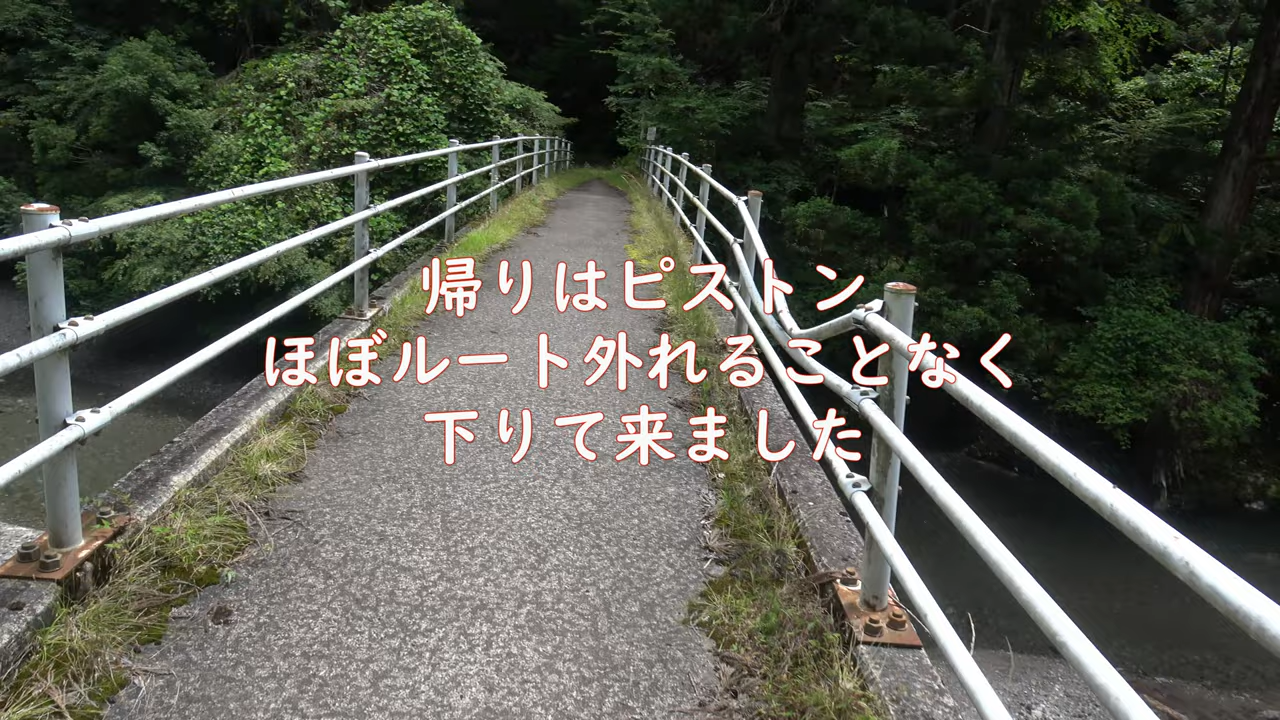 帰りはピストン
ほぼルート外れることなく
下りて来ました